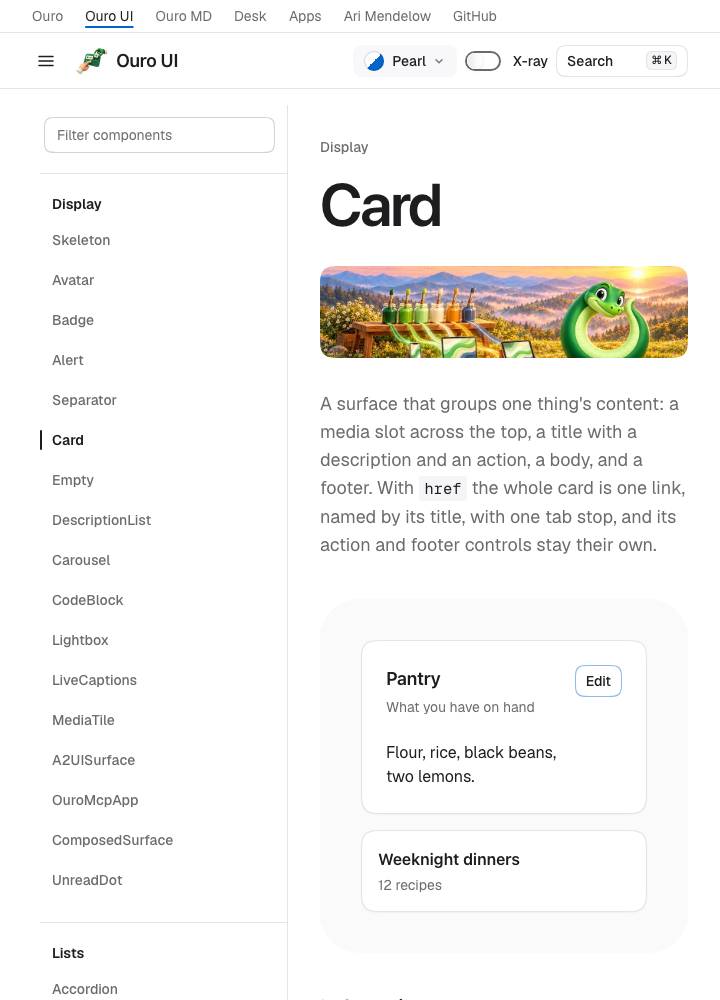 Ouro Ouro UI Ouro MD Desk Apps Ari Mendelow GitHub
Ouro UI Pearl X-ray Search ⌘ K
Filter components
Display
Skeleton
Avatar
Badge
Alert
Separator
Card
Empty
DescriptionList
Carousel
CodeBlock
Lightbox
LiveCaptions
MediaTile
A2UISurface
OuroMcpApp
ComposedSurface
UnreadDot
Lists
Accordion
Display
Card
A surface that groups one thing's content: a
media slot across the top, a title with a
description and an action, a body, and a
footer. With href the whole card is one link,
named by its title, with one tab stop, and its
action and footer controls stay their own.
Pantry
Edit
What you have on hand
Flour, rice, black beans,
two lemons.
Weeknight dinners
12 recipes